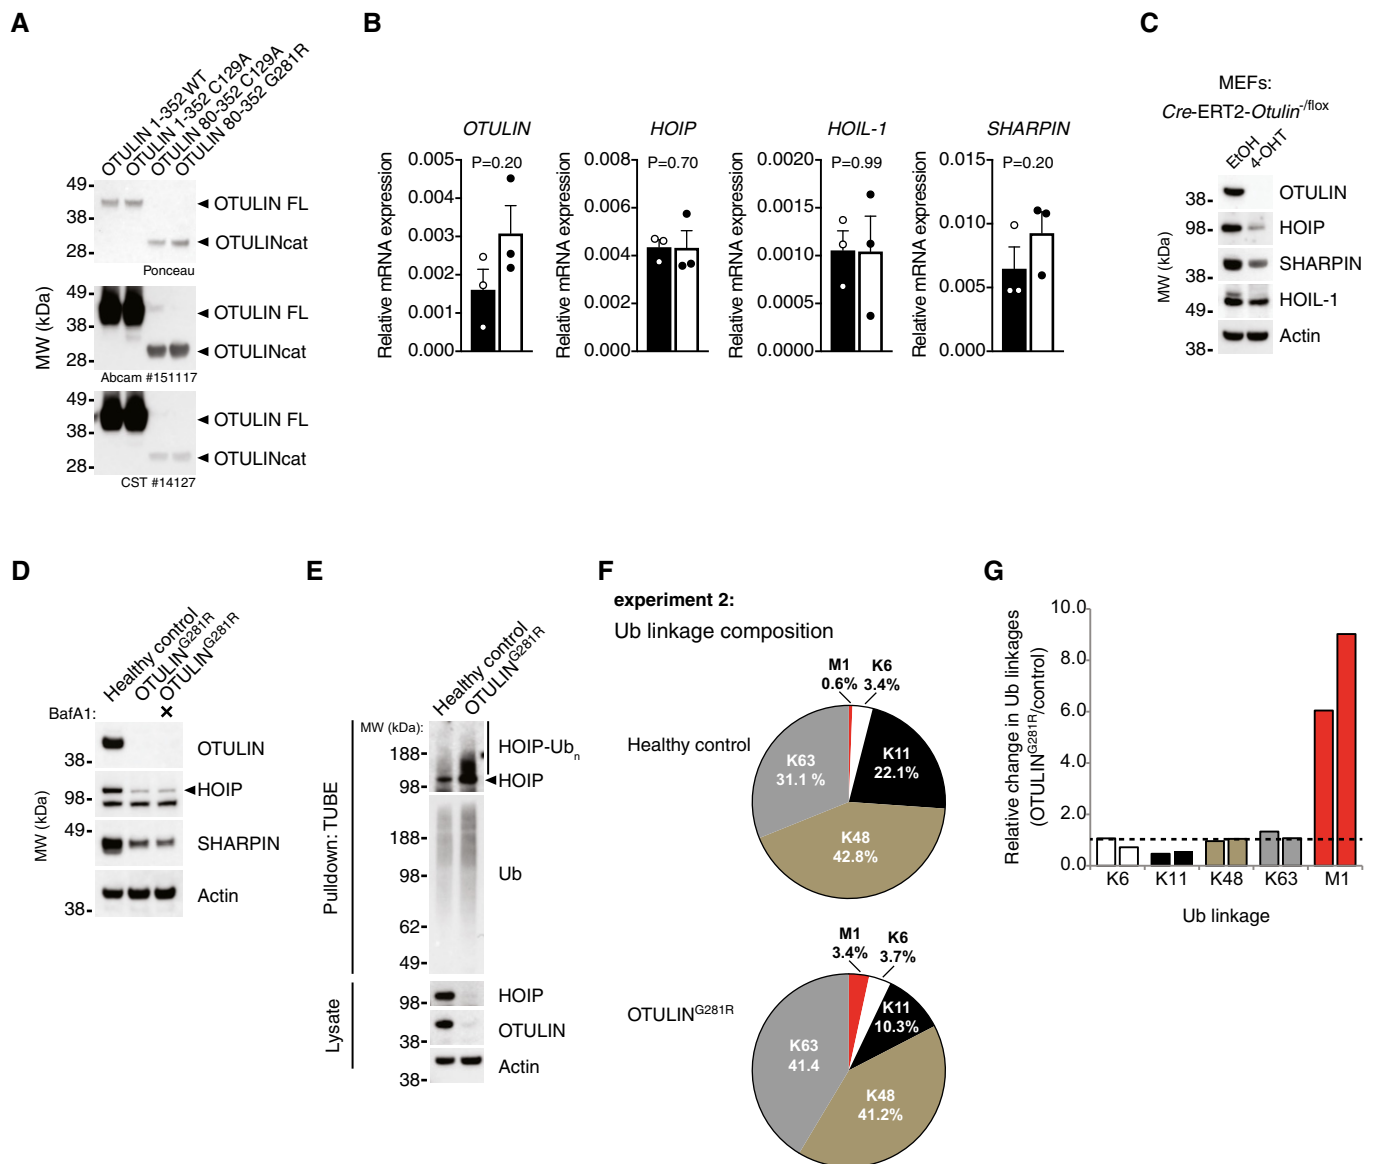 A
OTULIN 1-352 WT
OTULIN 1-352 C129A
OTULIN 80-352 C129A
OTULIN 80-352 G281R
MW (kDa)
49
38
28
OTULIN FL
OTULINcat
Ponceau
49
38
28
OTULIN FL
OTULINcat
Abcam #151117
49
38
28
OTULIN FL
OTULINcat
CST #14127
B
OTULIN
Relative mRNA expression
0.005
0.004
0.003
0.002
0.001
0.000
P=0.20
HOIP
Relative mRNA expression
0.008
0.006
0.004
0.002
0.000
P=0.70
HOIL-1
Relative mRNA expression
0.0020
0.0015
0.0010
0.0005
0.0000
P=0.99
SHARPIN
Relative mRNA expression
0.015
0.010
0.005
0.000
P=0.20
C
MEFs:
Cre-ERT2-Otulin-/flox
EtOH
4-OHT
MW (kDa)
38
OTULIN
98
HOIP
38
SHARPIN
49
HOIL-1
38
Actin
D
Healthy control
OTULING281R
OTULING281R
BafA1: ×
MW (kDa)
38
OTULIN
98
HOIP
49
SHARPIN
38
Actin
E
Healthy control
OTULING281R
MW (kDa):
Pulldown: TUBE
188
98
HOIP-Ubn
HOIP
188
98
62
49
Ub
Lysate
98
HOIP
38
OTULIN
38
Actin
F
experiment 2:
Ub linkage composition
Healthy control
M1
0.6%
K6
3.4%
K11
22.1%
K48
42.8%
K63
31.1 %
OTULING281R
M1
3.4%
K6
3.7%
K11
10.3%
K48
41.2%
K63
41.4
G
Relative change in Ub linkages
(OTULING281R/control)
10.0
8.0
6.0
4.0
2.0
0.0
K6 K11 K48 K63 M1
Ub linkage